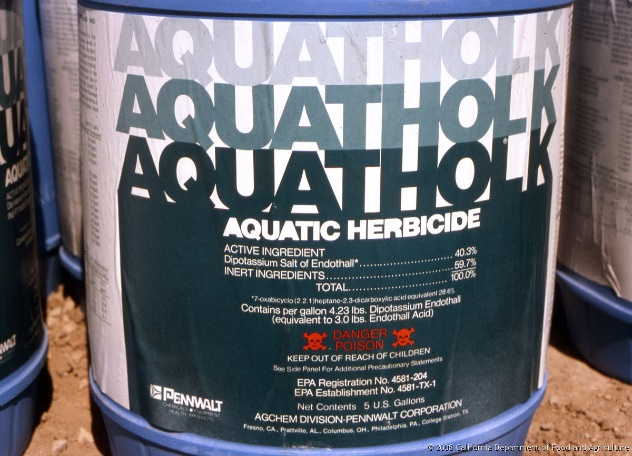 AQUATHOL K
AQUATHOL K
AQUATHOL K®
AQUATIC HERBICIDE
ACTIVE INGREDIENT
Dipotassium Salt of Endothall*.............................. 40.3%
INERT INGREDIENTS.............................. 59.7%
TOTAL.............................. 100.0%
*7-oxabicyclo (2.2.1)heptane-2,3-dicarboxylic acid equivalent 28.6%
Contains per gallon 4.23 lbs. Dipotassium Endothall
(equivalent to 3.0 lbs. Endothall Acid)
DANGER
POISON
KEEP OUT OF REACH OF CHILDREN
See Side Panel For Additional Precautionary Statements
EPA Registration No. 4581-204
EPA Establishment No. 4581-TX-1
Net Contents 5 U.S. Gallons
PENNWALT
CHEMICALS EQUIPMENT
HEALTH PRODUCTS
AGCHEM DIVISION-PENNWALT CORPORATION
Fresno, CA., Prattville, AL., Columbus, OH., Philadelphia, PA., College Station, TX.
© 2016 California Department of Food and Agriculture